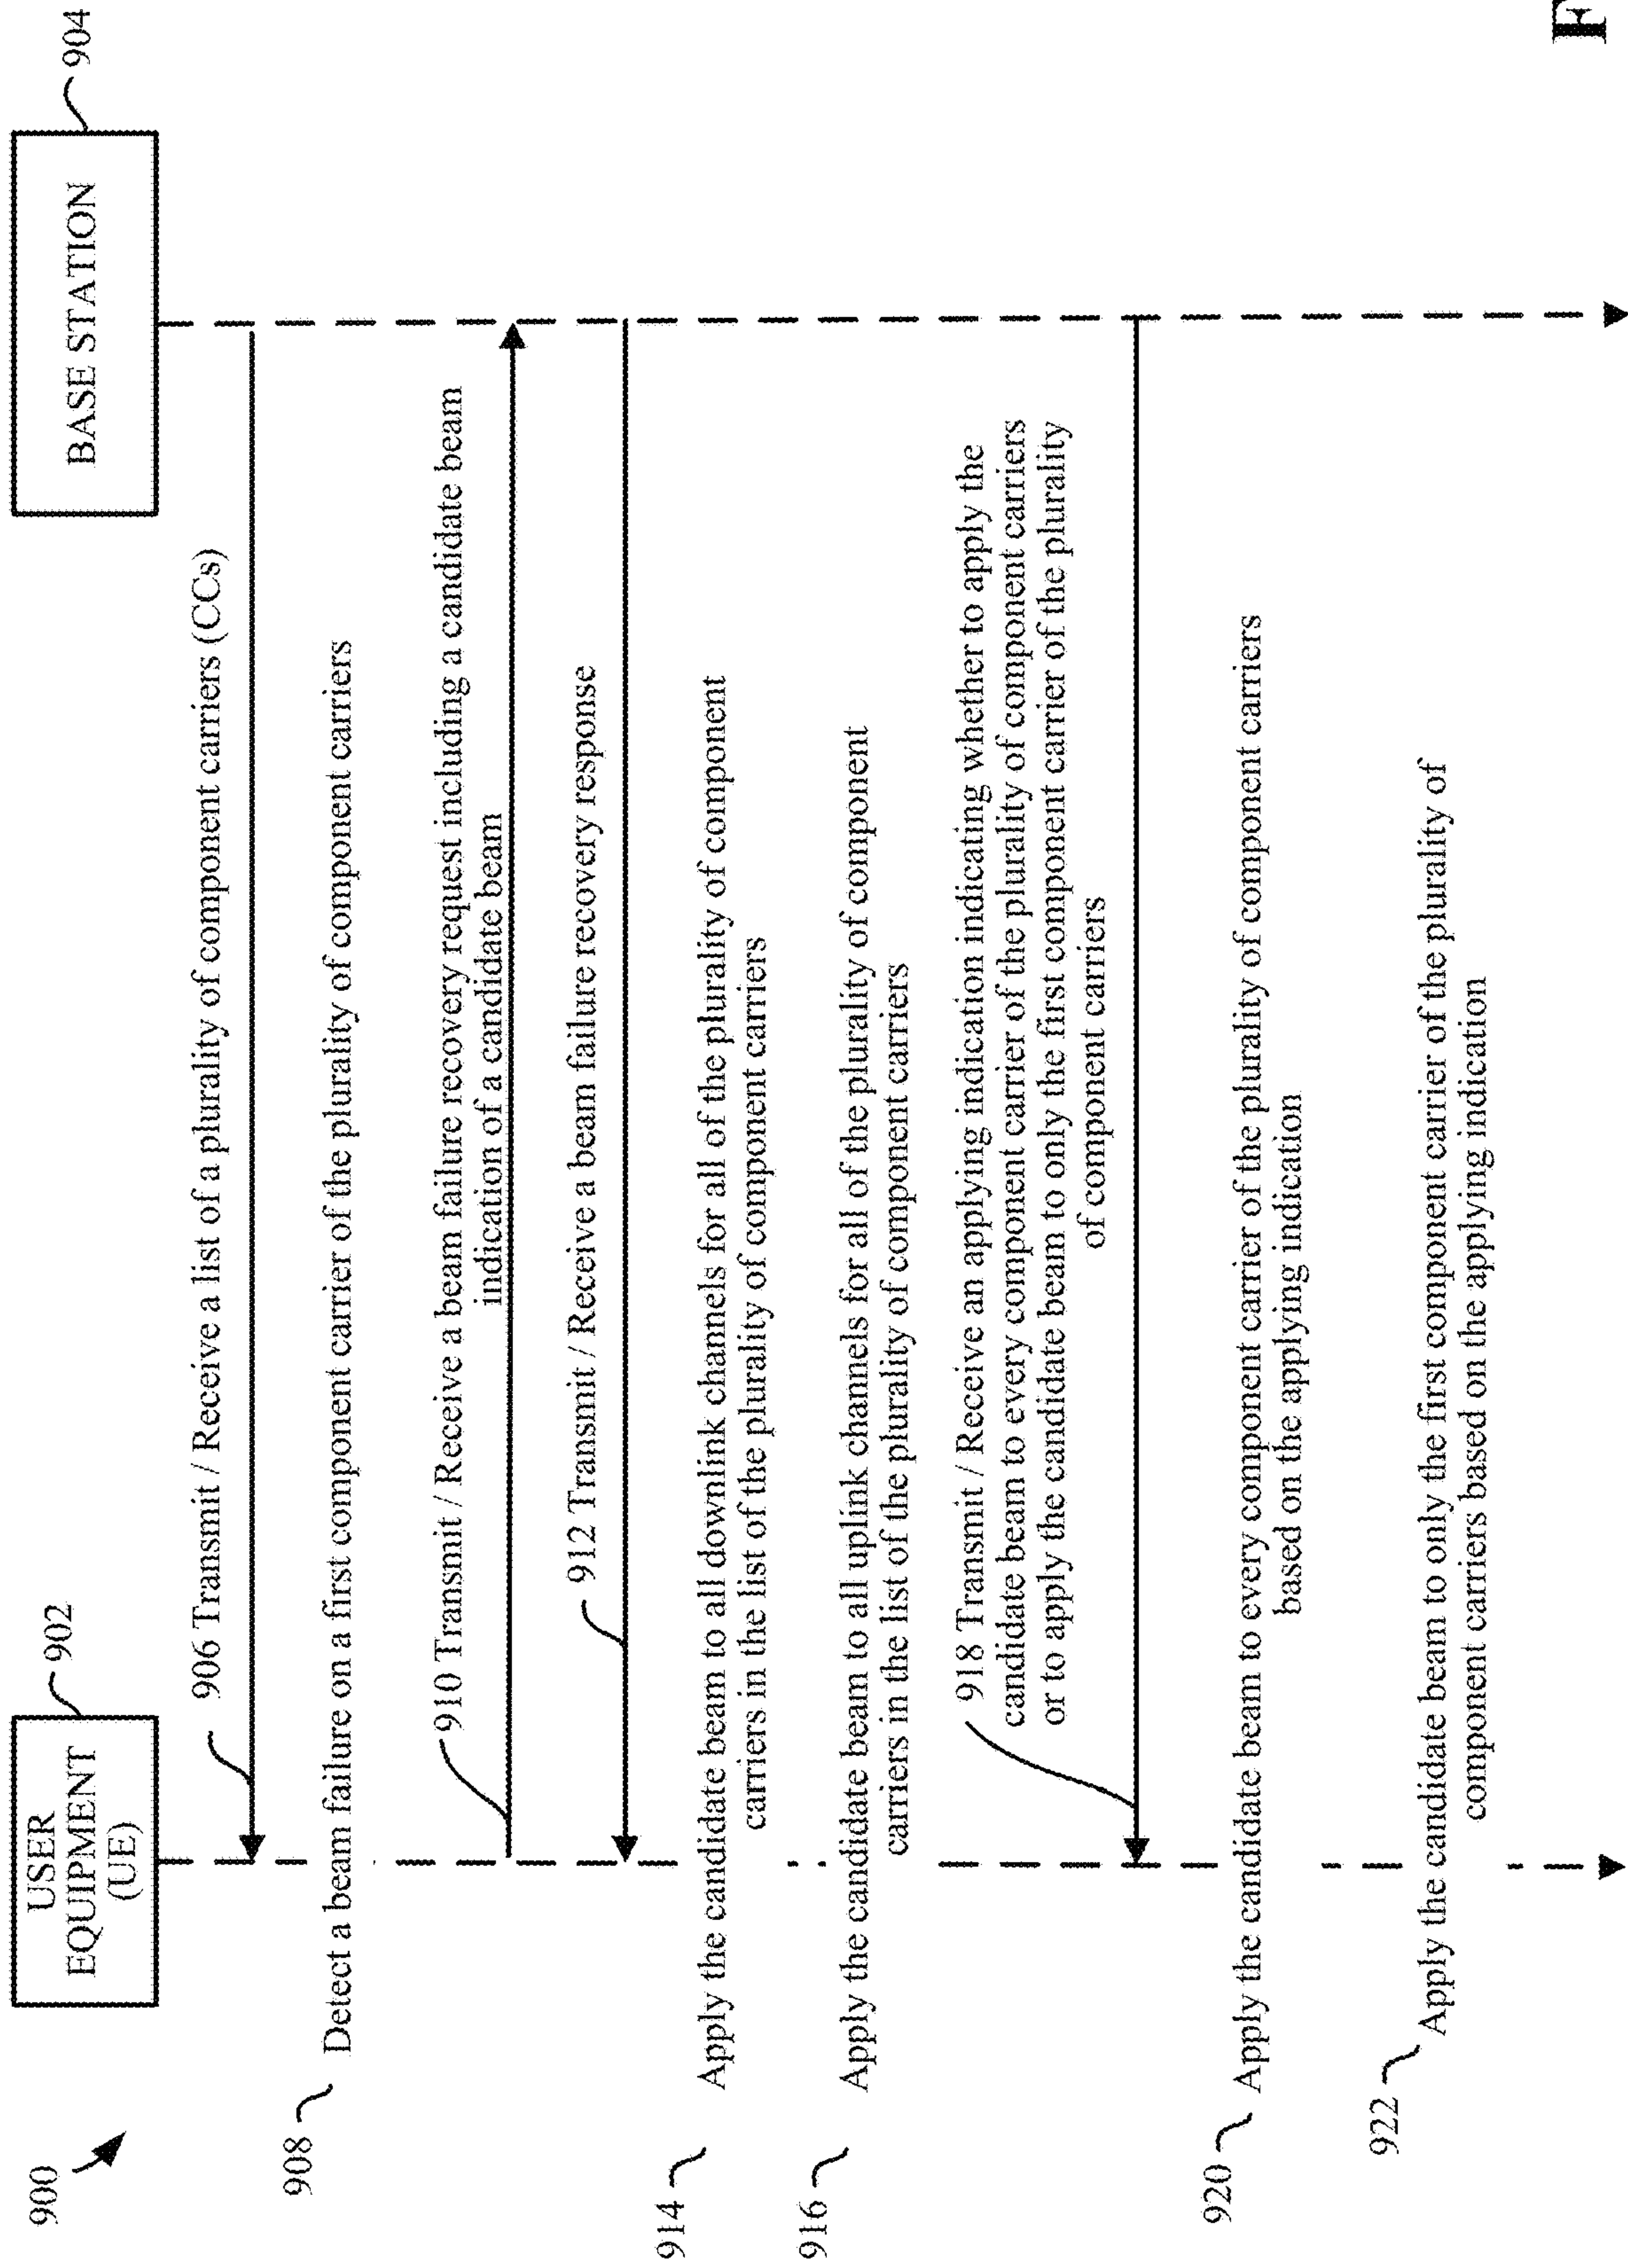 900
USER
EQUIPMENT
(UE)
902
BASE STATION
904
906 Transmit / Receive a list of a plurality of component carriers (CCs)
908
Detect a beam failure on a first component carrier of the plurality of component carriers
910 Transmit / Receive a beam failure recovery request including a candidate beam
indication of a candidate beam
912 Transmit / Receive a beam failure recovery response
914
Apply the candidate beam to all downlink channels for all of the plurality of component
carriers in the list of the plurality of component carriers
916
Apply the candidate beam to all uplink channels for all of the plurality of component
carriers in the list of the plurality of component carriers
918 Transmit / Receive an applying indication indicating whether to apply the
candidate beam to every component carrier of the plurality of component carriers
or to apply the candidate beam to only the first component carrier of the plurality
of component carriers
920
Apply the candidate beam to every component carrier of the plurality of component carriers
based on the applying indication
922
Apply the candidate beam to only the first component carrier of the plurality of
component carriers based on the applying indication
F